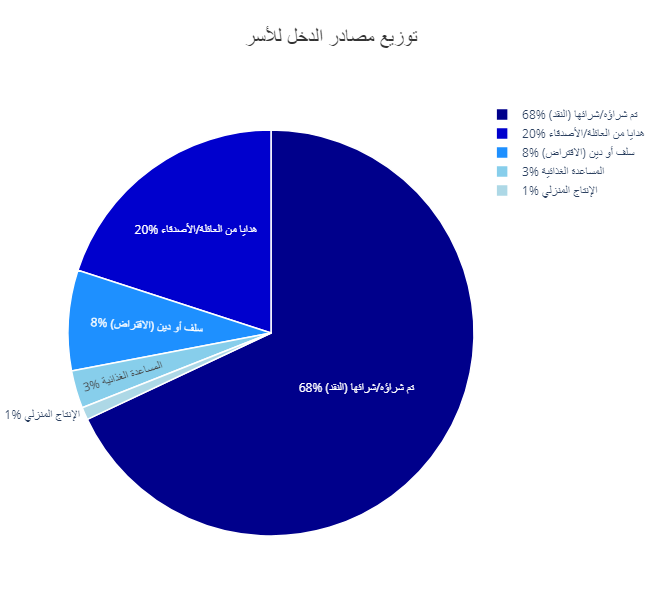 توزيع مصادر الدخل للأسر
تم شراؤه/شرائها (النقد) 68%
هدايا من العائلة/الأصدقاء 20%
سلف أو دين (الاقتراض) 8%
المساعدة الغذائية 3%
الإنتاج المنزلي 1%
هدايا من العائلة/الأصدقاء 20%
سلف أو دين (الاقتراض) 8%
المساعدة الغذائية 3%
تم شراؤه/شرائها (النقد) 68%
الإنتاج المنزلي 1%